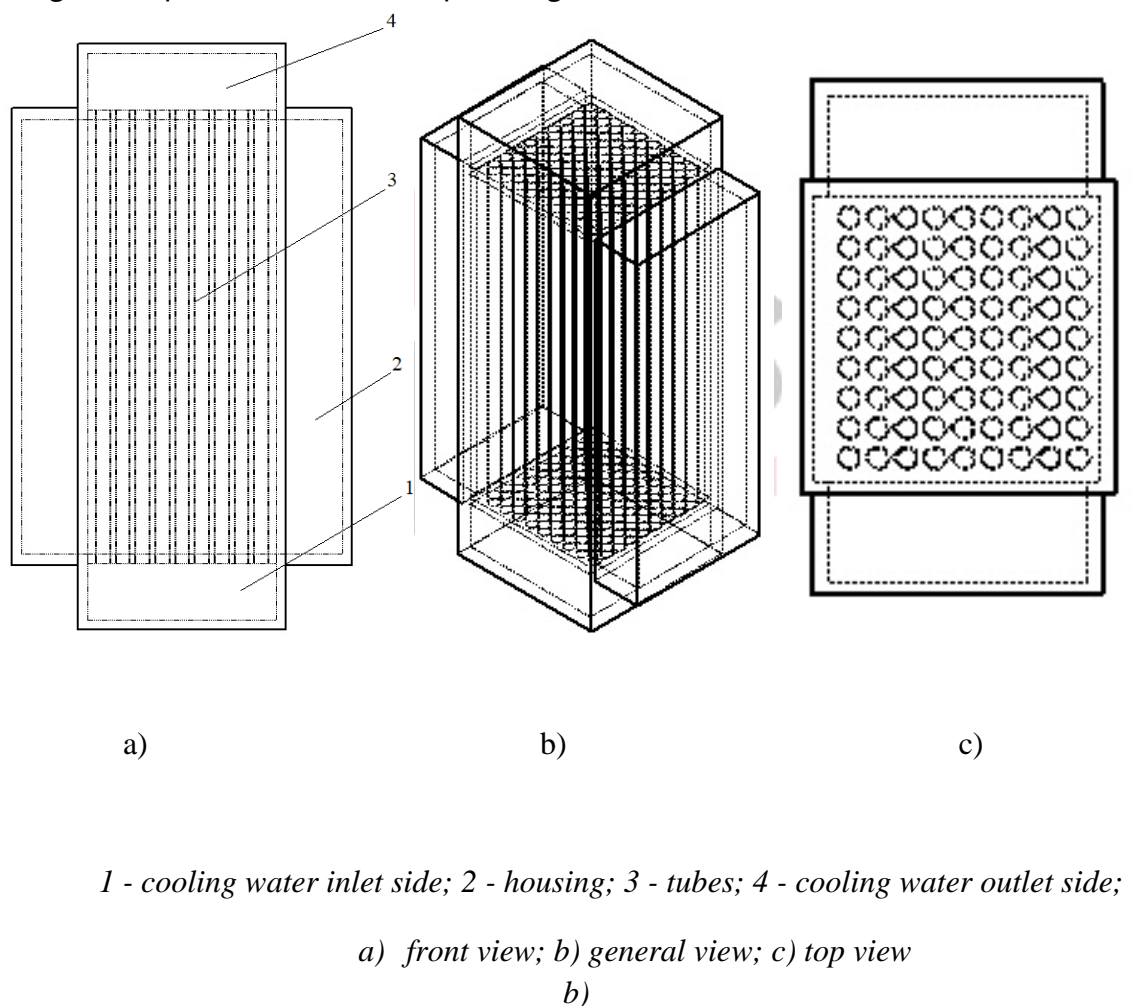 4
3
2
1
a) b) c)
1 - cooling water inlet side; 2 - housing; 3 - tubes; 4 - cooling water outlet side;
a) front view; b) general view; c) top view
b)